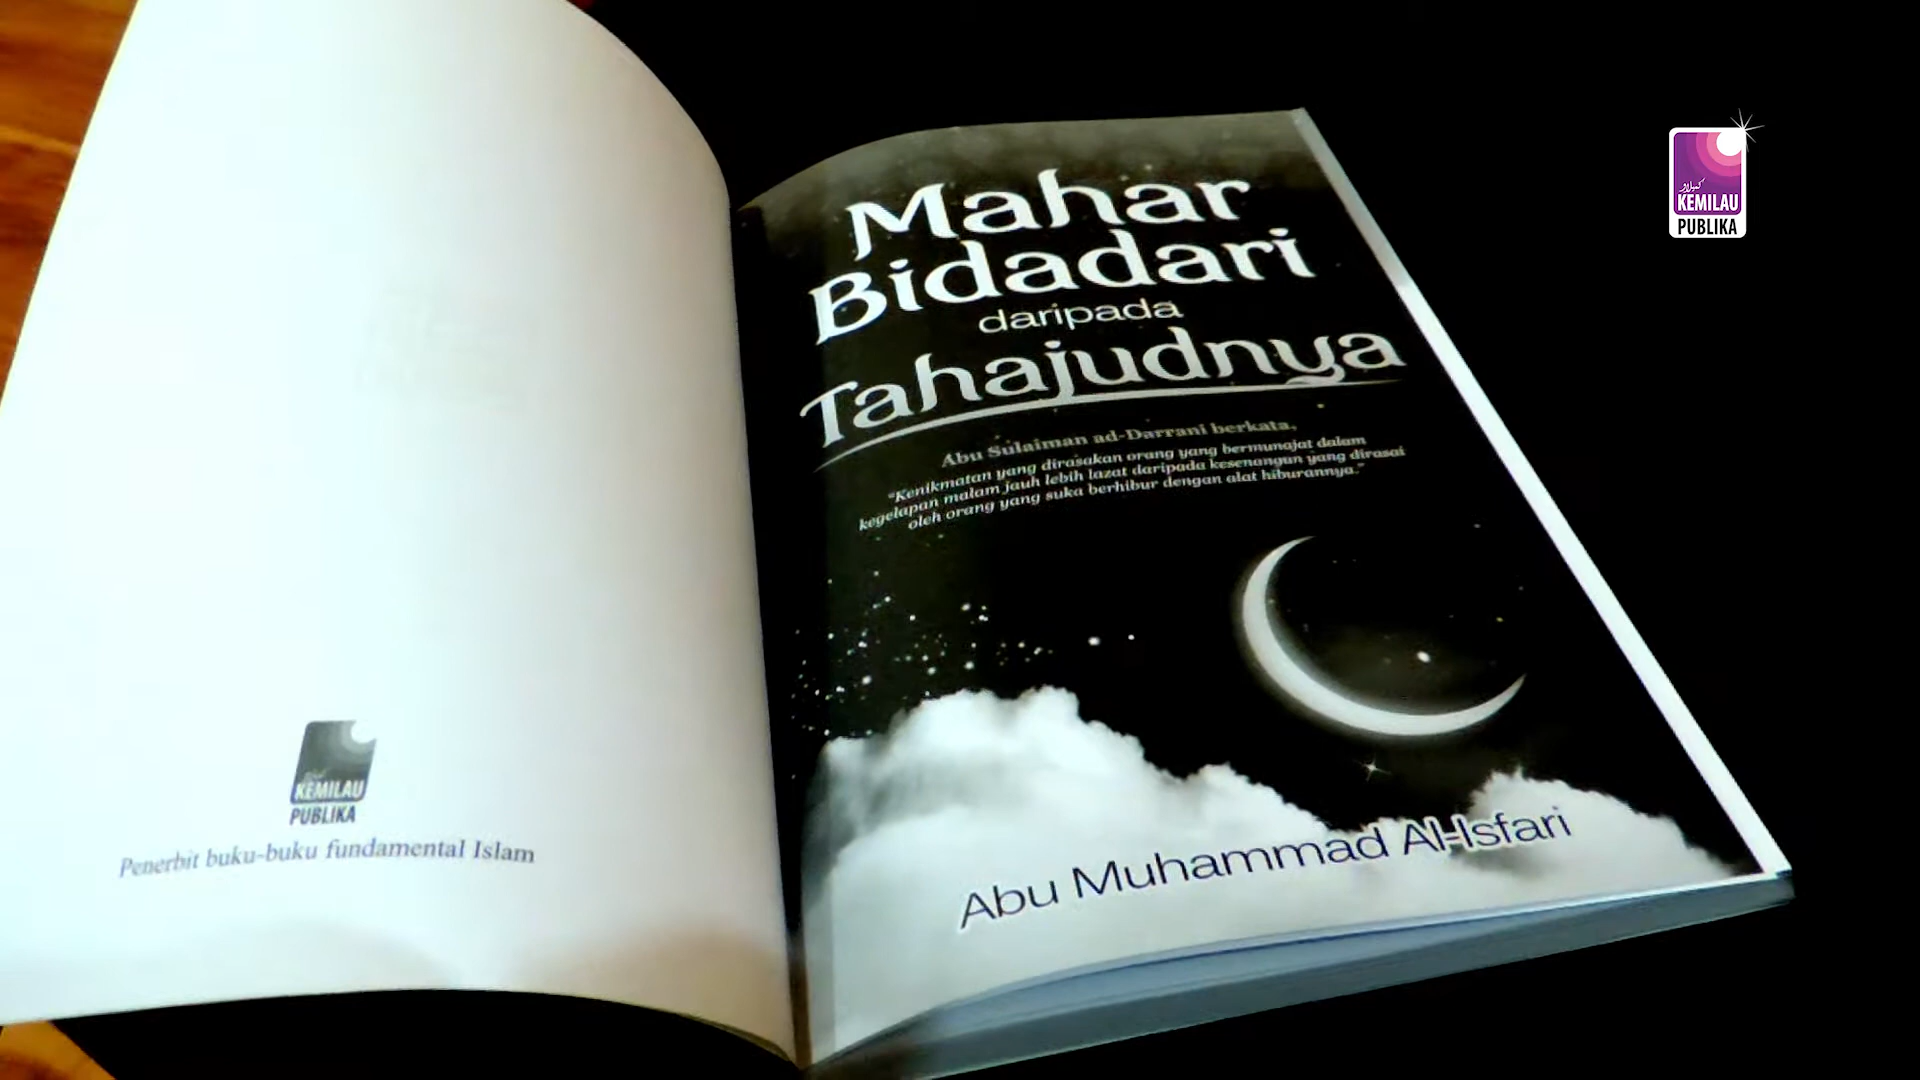 KEMILAU
PUBLIKA
Penerbit buku-buku fundamental Islam
Mahar
Bidadari
daripada
Tahajudnya
Abu Sulaiman ad-Darrani berkata,
"Kenikmatan yang dirasakan orang yang bermunajat dalam
kegelapan malam jauh lebih lazat daripada kesenangan yang dirasai
oleh orang yang suka berhibur dengan alat hiburannya."
Abu Muhammad Al-Isfari
كميلاو
KEMILAU
PUBLIKA